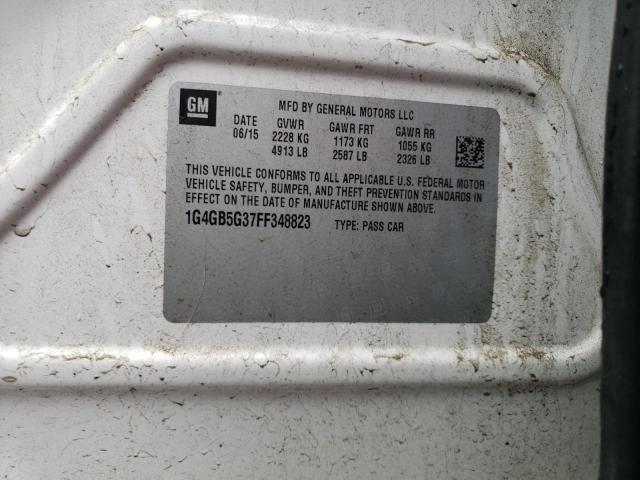 GM
MFD BY GENERAL MOTORS LLC
DATE GVWR GAWR FRT GAWR RR
06/15 2228 KG 1173 KG 1055 KG
4913 LB 2587 LB 2326 LB
THIS VEHICLE CONFORMS TO ALL APPLICABLE U.S. FEDERAL MOTOR
VEHICLE SAFETY, BUMPER, AND THEFT PREVENTION STANDARDS IN
EFFECT ON THE DATE OF MANUFACTURE SHOWN ABOVE.
1G4GB5G37FF348823 TYPE: PASS CAR